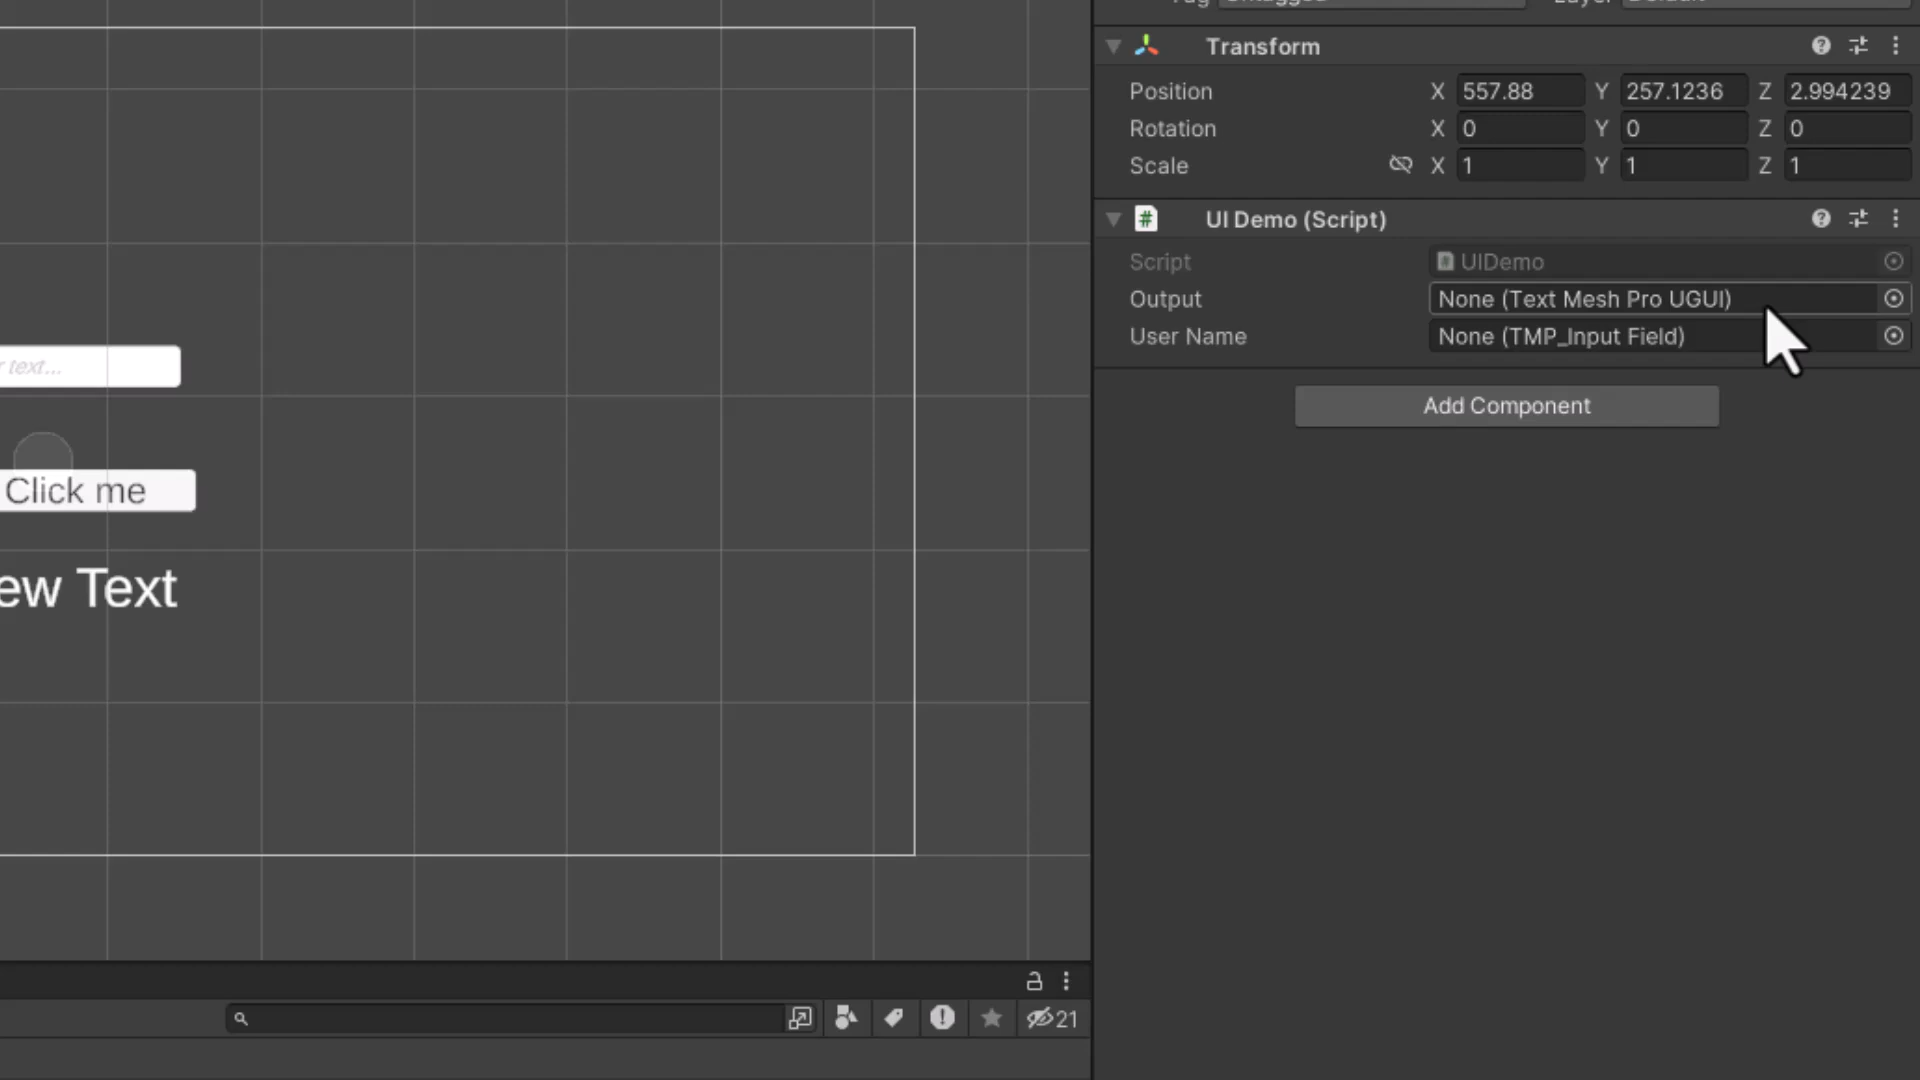 Transform
Position X 557.88 Y 257.1236 Z 2.994239
Rotation X 0 Y 0 Z 0
Scale X 1 Y 1 Z 1
# UI Demo (Script)
Script # UIDemo
Output None (Text Mesh Pro UGUI)
User Name None (TMP_Input Field)
Add Component
text...
Click me
ew Text
21